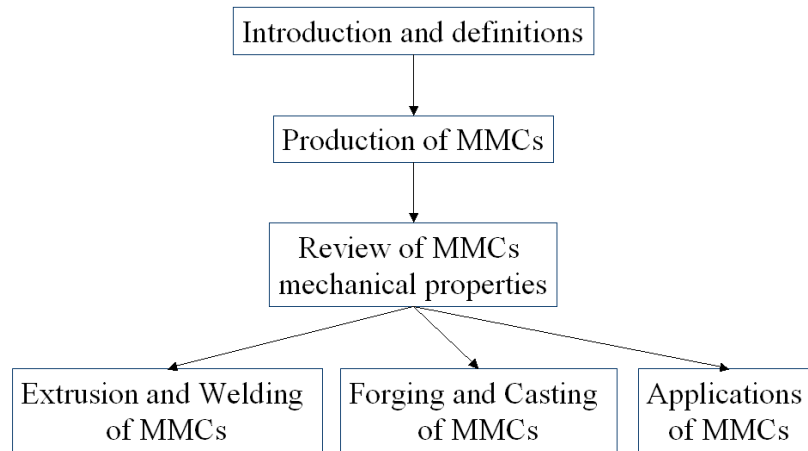 Introduction and definitions
Production of MMCs
Review of MMCs
mechanical properties
Extrusion and Welding
of MMCs
Forging and Casting
of MMCs
Applications
of MMCs